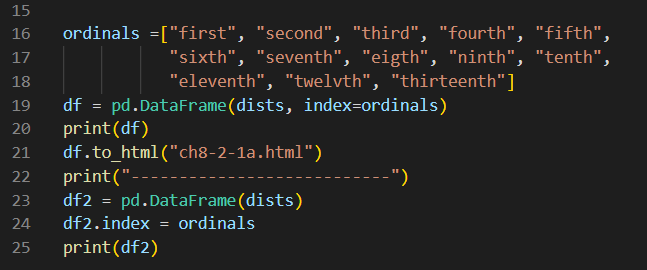 15
16 ordinals =["first", "second", "third", "fourth", "fifth",
17 "sixth", "seventh", "eigth", "ninth", "tenth",
18 "eleventh", "twelvth", "thirteenth"]
19 df = pd.DataFrame(dists, index=ordinals)
20 print(df)
21 df.to_html("ch8-2-1a.html")
22 print("---------------------------")
23 df2 = pd.DataFrame(dists)
24 df2.index = ordinals
25 print(df2)